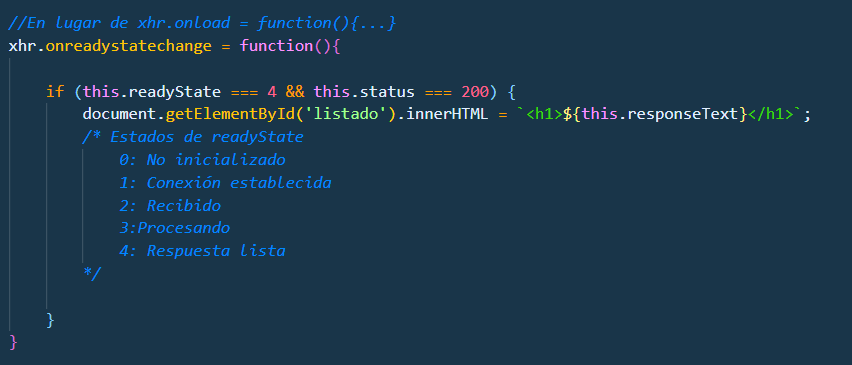 //En lugar de xhr.onload = function(){...}
xhr.onreadystatechange = function(){
if (this.readyState === 4 && this.status === 200) {
document.getElementById('listado').innerHTML = `<h1>${this.responseText}</h1>`;
/* Estados de readyState
0: No inicializado
1: Conexión establecida
2: Recibido
3:Procesando
4: Respuesta lista
*/
}
}